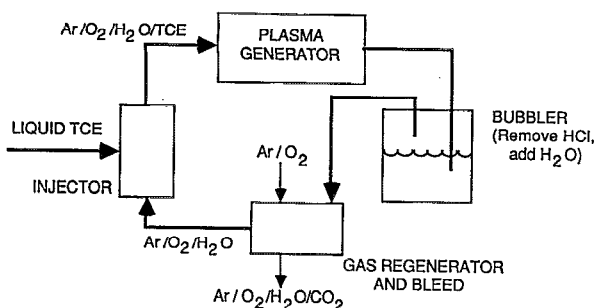 Ar/O2/H2O/TCE
PLASMA
GENERATOR
LIQUID TCE
INJECTOR
Ar/O2
BUBBLER
(Remove HCl,
add H2O)
Ar/O2/H2O
GAS REGENERATOR
AND BLEED
Ar/O2/H2O/CO2